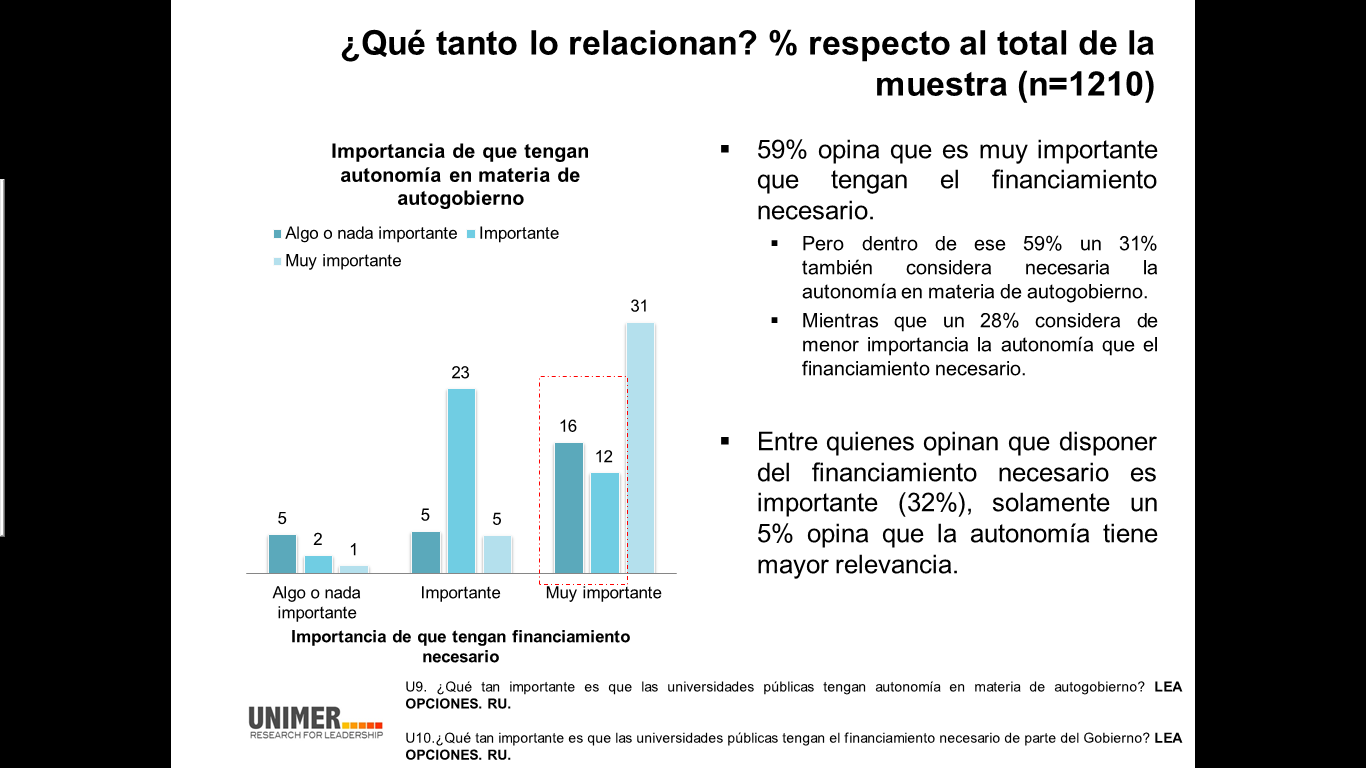 ¿Qué tanto lo relacionan? % respecto al total de la
muestra (n=1210)
Importancia de que tengan
autonomía en materia de
autogobierno
Algo o nada importante Importante
Muy importante
5
2
1
5
23
5
16
12
31
Algo o nada
importante
Importante
Muy importante
Importancia de que tengan financiamiento
necesario
▪ 59% opina que es muy importante
que tengan el financiamiento
necesario.
▪ Pero dentro de ese 59% un 31%
también considera necesaria la
autonomía en materia de autogobierno.
▪ Mientras que un 28% considera de
menor importancia la autonomía que el
financiamiento necesario.
▪ Entre quienes opinan que disponer
del financiamiento necesario es
importante (32%), solamente un
5% opina que la autonomía tiene
mayor relevancia.
U9. ¿Qué tan importante es que las universidades públicas tengan autonomía en materia de autogobierno? LEA
OPCIONES. RU.
U10.¿Qué tan importante es que las universidades públicas tengan el financiamiento necesario de parte del Gobierno? LEA
OPCIONES. RU.
UNIMER
RESEARCH FOR LEADERSHIP